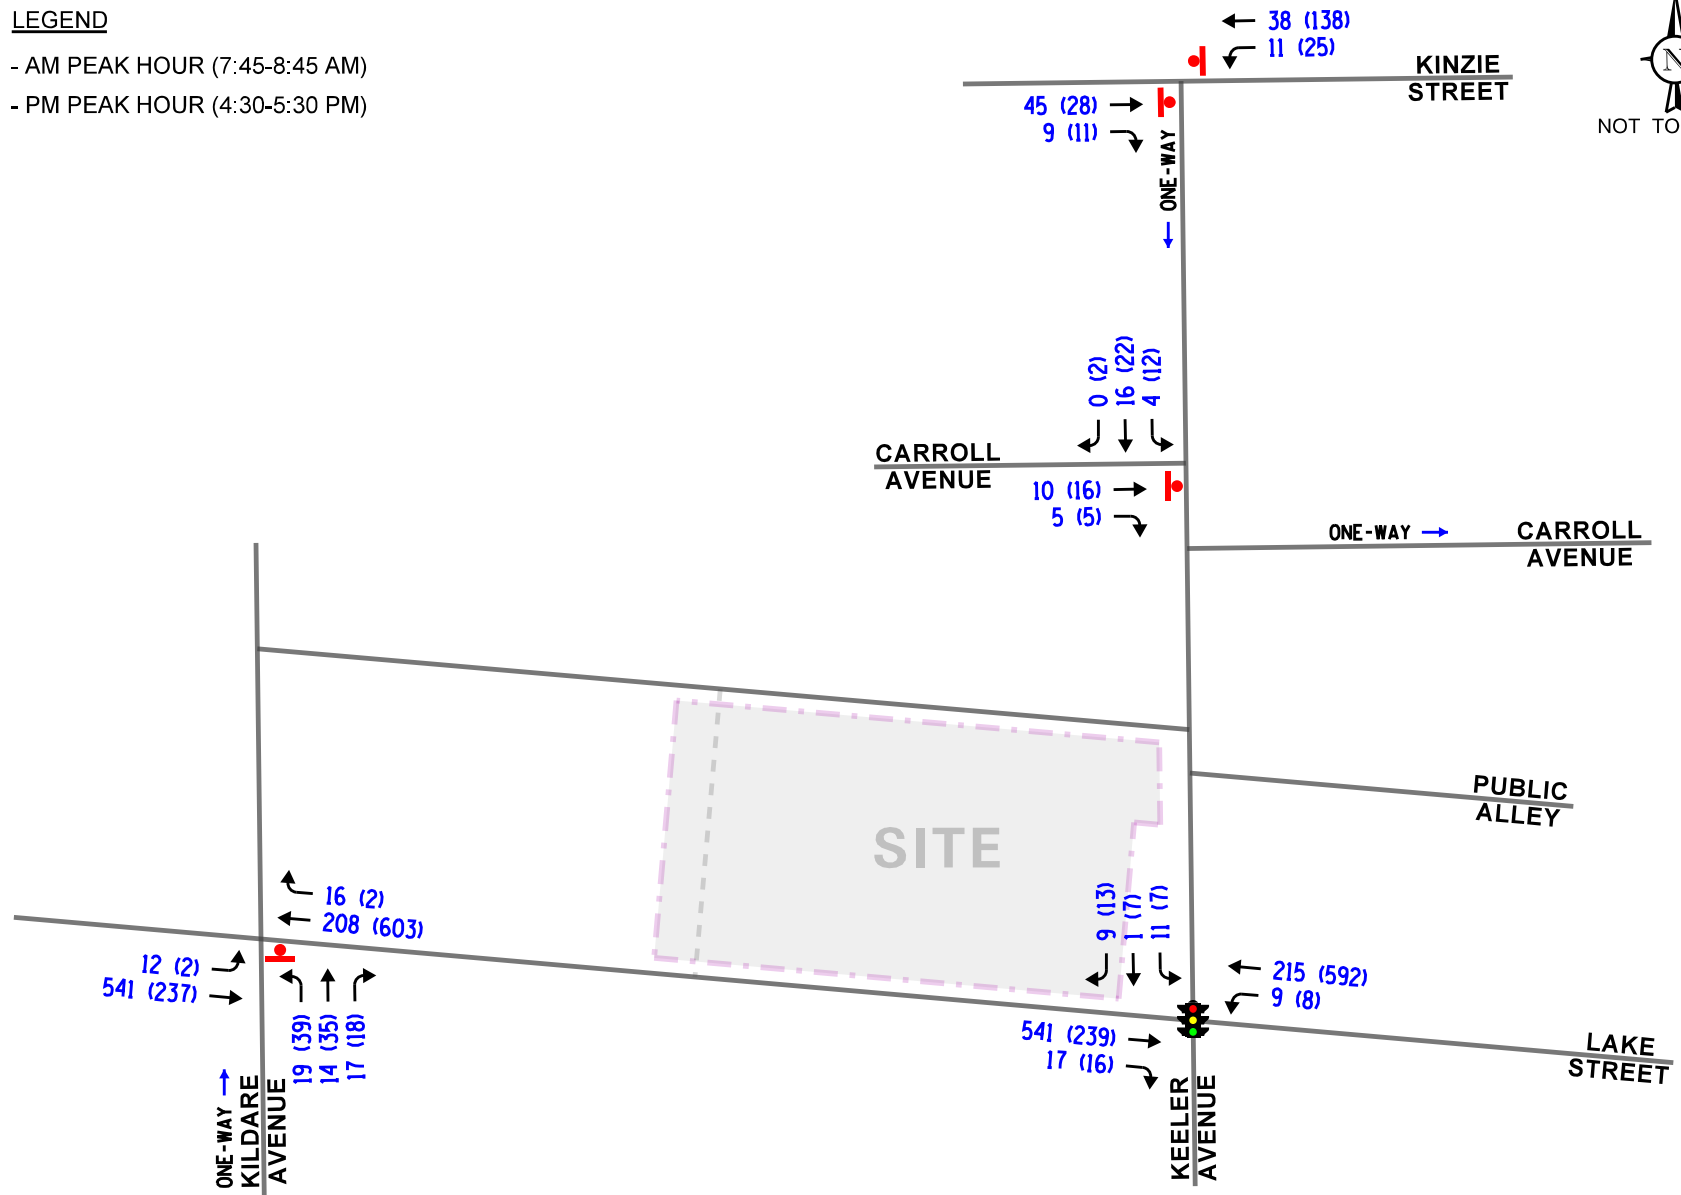 LEGEND
- AM PEAK HOUR (7:45-8:45 AM)
- PM PEAK HOUR (4:30-5:30 PM)
38 (138)
11 (25)
KINZIE
STREET
N
NOT TO
45 (28)
9 (11)
ONE-WAY
0 (2)
16 (22)
4 (12)
CARROLL
AVENUE
10 (16)
5 (5)
ONE-WAY
CARROLL
AVENUE
PUBLIC
ALLEY
SITE
16 (2)
208 (603)
12 (2)
541 (237)
19 (39)
14 (35)
17 (18)
ONE-WAY
KILDARE
AVENUE
9 (13)
1 (7)
11 (7)
215 (592)
9 (8)
541 (239)
17 (16)
LAKE
STREET
KEELER
AVENUE